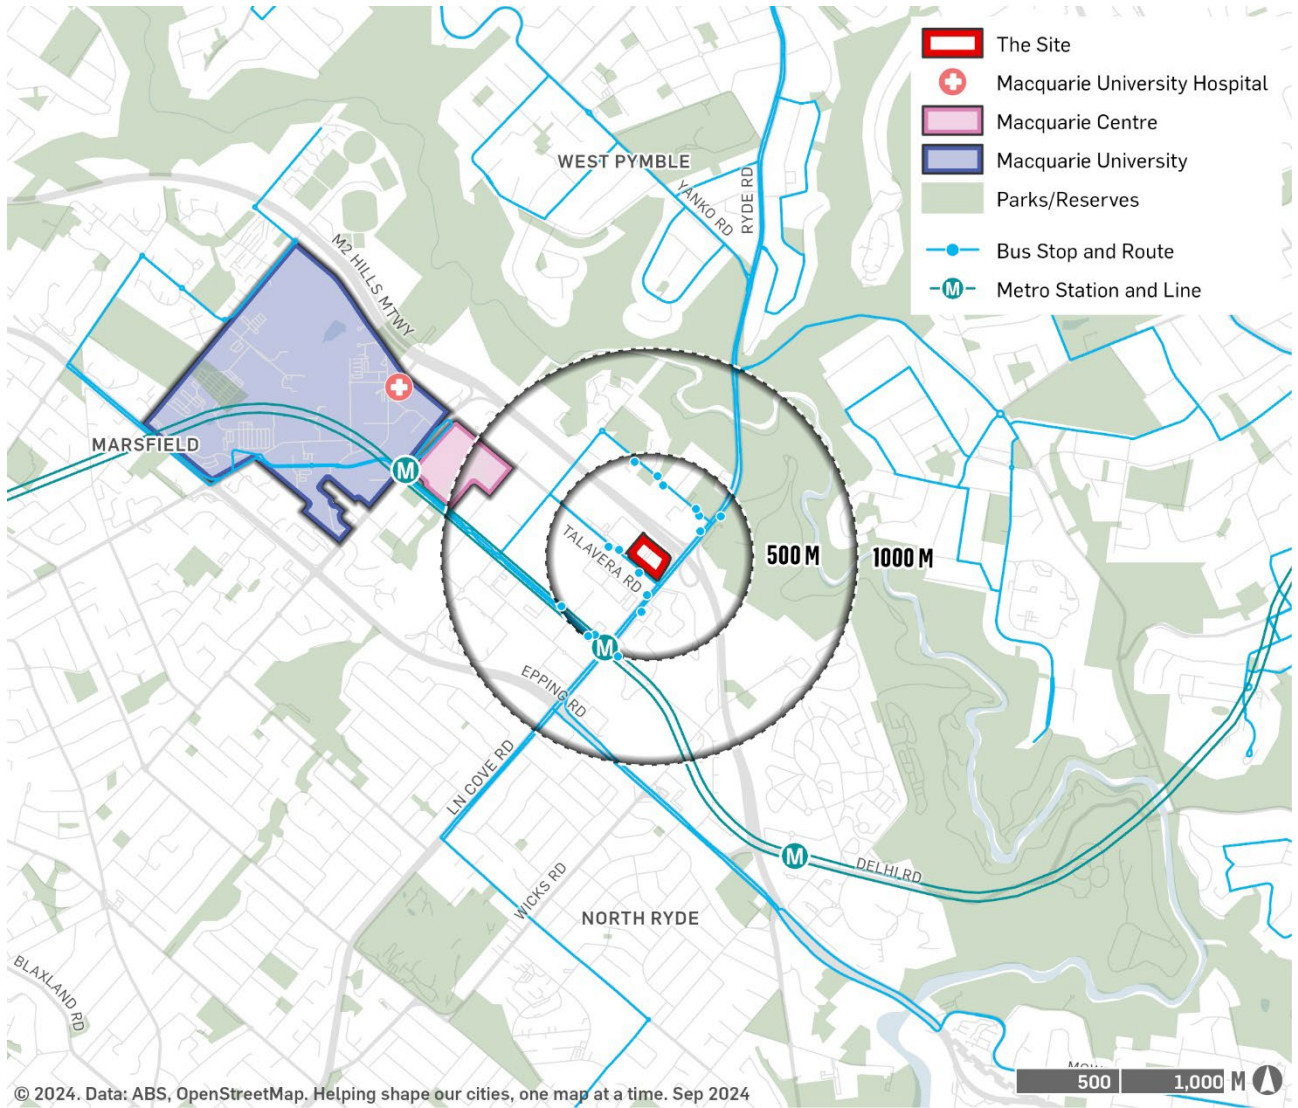 The Site
Macquarie University Hospital
Macquarie Centre
Macquarie University
Parks/Reserves
Bus Stop and Route
M
Metro Station and Line
WEST PYMBLE
YANKO RD
RYDE RD
M2 HILLS MTWY
MARSFIELD
M
TALAVERA RD
500 M
1000 M
M
EPPING RD
LN COVE RD
M
DELHI RD
WICKS RD
NORTH RYDE
BLAXLAND RD
500
1,000 M
© 2024. Data: ABS, OpenStreetMap. Helping shape our cities, one map at a time. Sep 2024